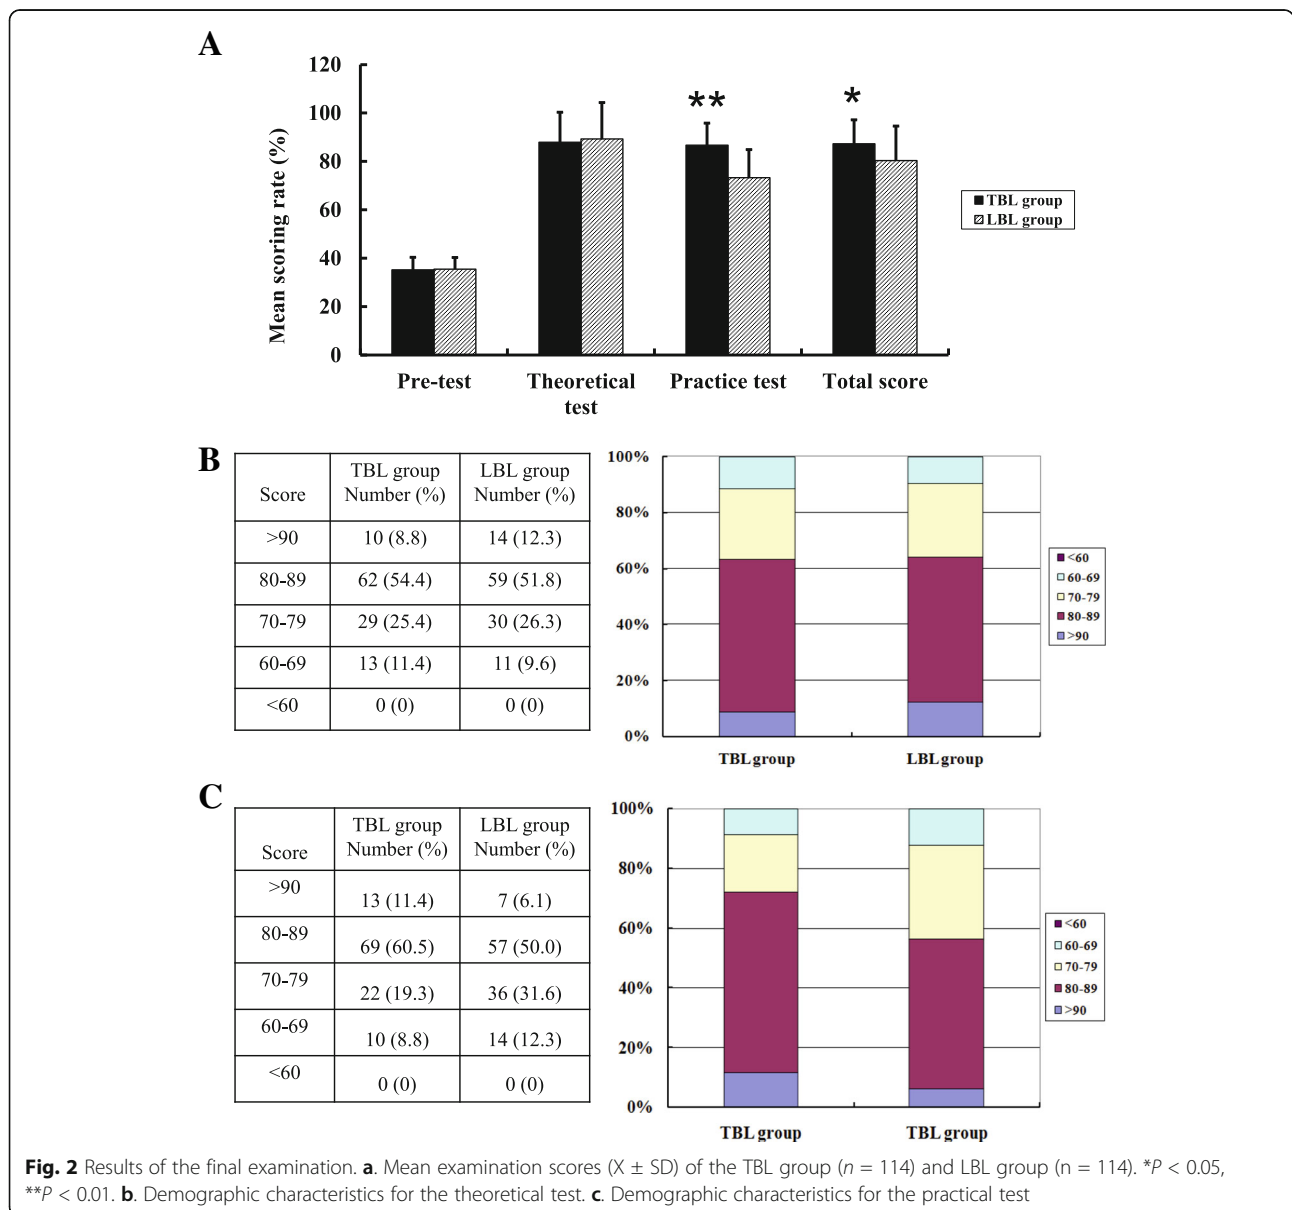 A
120
100
80
60
40
20
0
Mean scoring rate (%)
** *
TBL group
LBL group
Pre-test Theoretical test Practice test Total score
B
Score TBL group Number (%) LBL group Number (%)
>90 10 (8.8) 14 (12.3)
80-89 62 (54.4) 59 (51.8)
70-79 29 (25.4) 30 (26.3)
60-69 13 (11.4) 11 (9.6)
<60 0 (0) 0 (0)
100%
80%
60%
40%
20%
0%
TBL group LBL group
<60
60-69
70-79
80-89
>90
C
Score TBL group Number (%) LBL group Number (%)
>90 13 (11.4) 7 (6.1)
80-89 69 (60.5) 57 (50.0)
70-79 22 (19.3) 36 (31.6)
60-69 10 (8.8) 14 (12.3)
<60 0 (0) 0 (0)
100%
80%
60%
40%
20%
0%
TBL group TBL group
<60
60-69
70-79
80-89
>90
Fig. 2 Results of the final examination. a. Mean examination scores (X ± SD) of the TBL group (n = 114) and LBL group (n = 114). *P < 0.05,
**P < 0.01. b. Demographic characteristics for the theoretical test. c. Demographic characteristics for the practical test